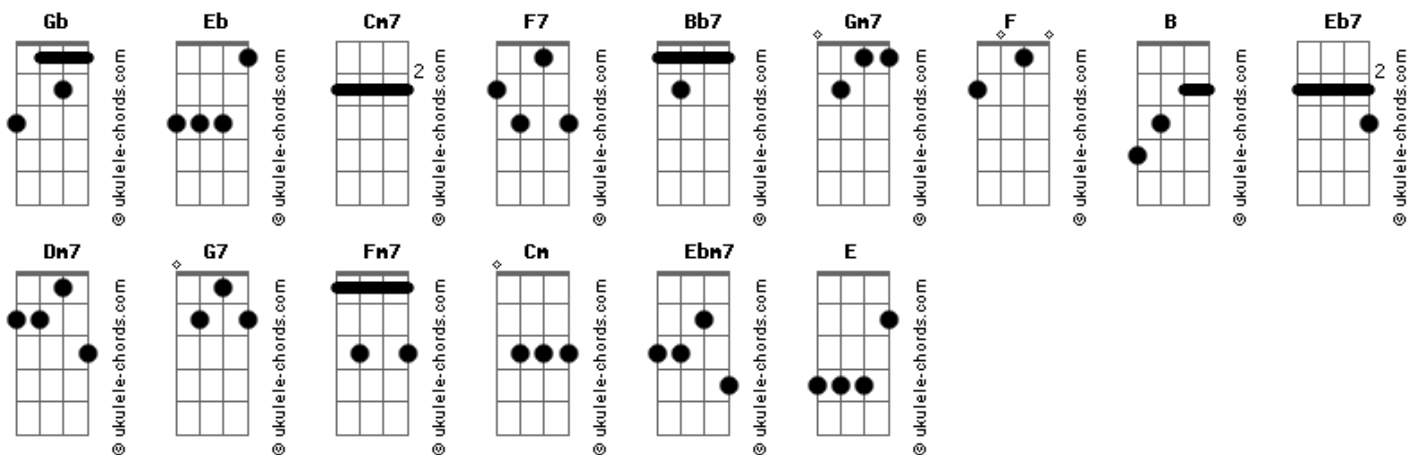 Gb Eb Cm7 F7 Bb7 Gm7 F B Eb7
2 2
© ukulele-chords.com © ukulele-chords.com © ukulele-chords.com © ukulele-chords.com © ukulele-chords.com © ukulele-chords.com © ukulele-chords.com © ukulele-chords.com © ukulele-chords.com
Dm7 G7 Fm7 Cm Ebm7 E
© ukulele-chords.com © ukulele-chords.com © ukulele-chords.com © ukulele-chords.com © ukulele-chords.com © ukulele-chords.com